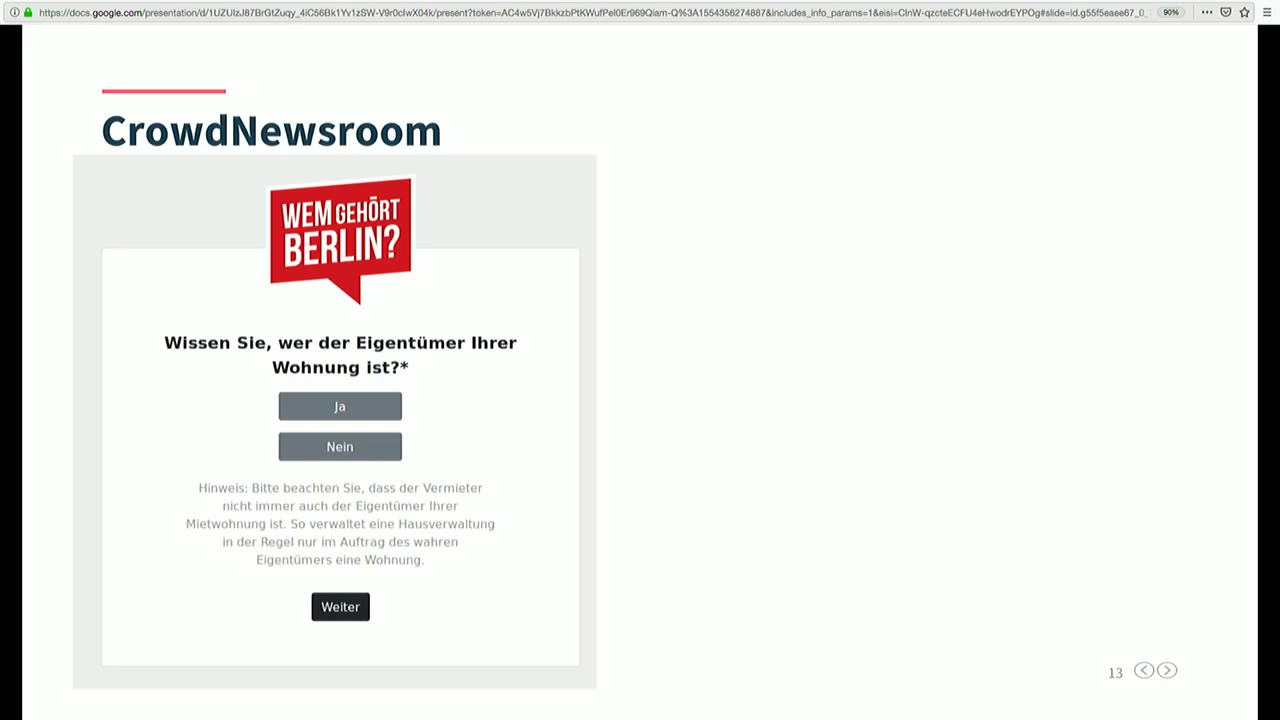 90%
CrowdNewsroom
WEM GEHÖRT
BERLIN?
Wissen Sie, wer der Eigentümer Ihrer
Wohnung ist?*
Ja
Nein
Hinweis: Bitte beachten Sie, dass der Vermieter
nicht immer auch der Eigentümer Ihrer
Mietwohnung ist. So verwaltet eine Hausverwaltung
in der Regel nur im Auftrag des wahren
Eigentümers eine Wohnung.
Weiter
13